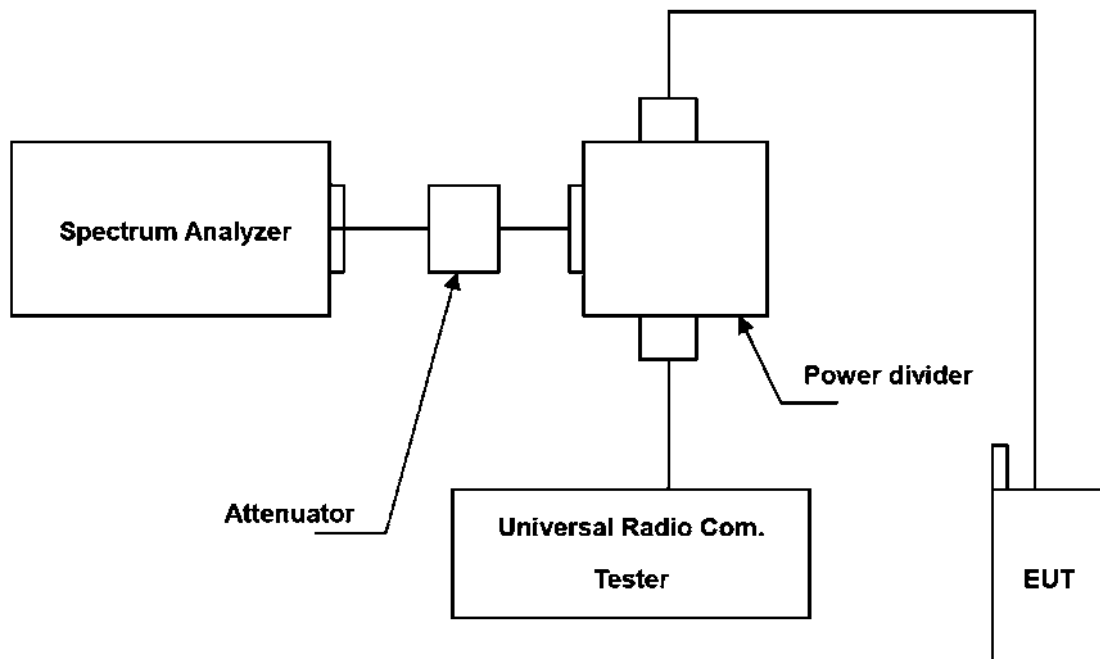 Spectrum Analyzer
Power divider
Attenuator
Universal Radio Com.
Tester
EUT